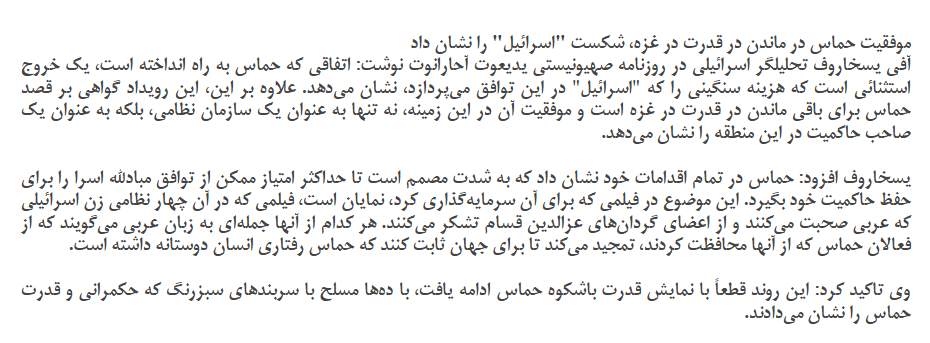 موفقیت حماس در ماندن در قدرت در غزه، شکست "اسرائیل" را نشان داد
آفی یسخاروف تحلیلگر اسرائیلی در روزنامه صهیونیستی یدیعوت آحارانوت نوشت: اتفاقی که حماس به راه انداخته است، یک خروج
استثنائی است که هزینه سنگینی را که "اسرائیل" در این توافق می‌پردازد، نشان می‌دهد. علاوه بر این، این رویداد گواهی بر قصد
حماس برای باقی ماندن در قدرت در غزه است و موفقیت آن در این زمینه، نه تنها به عنوان یک سازمان نظامی، بلکه به عنوان یک
صاحب حاکمیت در این منطقه را نشان می‌دهد.
یسخاروف افزود: حماس در تمام اقدامات خود نشان داد که به شدت مصمم است تا حداکثر امتیاز ممکن از توافق مبادلله اسرا را برای
حفظ حاکمیت خود بگیرد. این موضوع در فیلمی که برای آن سرمایه‌گذاری کرد، نمایان است، فیلمی که در آن چهار نظامی زن اسرائیلی
که عربی صحبت می‌کنند و از اعضای گردان‌های عزالدین قسام تشکر می‌کنند. هر کدام از آنها جمله‌ای به زبان عربی می‌گویند که از
فعالان حماس که از آنها محافظت کردند، تمجید می‌کند تا برای جهان ثابت کنند که حماس رفتاری انسان دوستانه داشته است.
وی تاکید کرد: این روند قطعاً با نمایش قدرت باشکوه حماس ادامه یافت، با ده‌ها مسلح با سربندهای سبزرنگ که حکمرانی و قدرت
حماس را نشان می‌دادند.